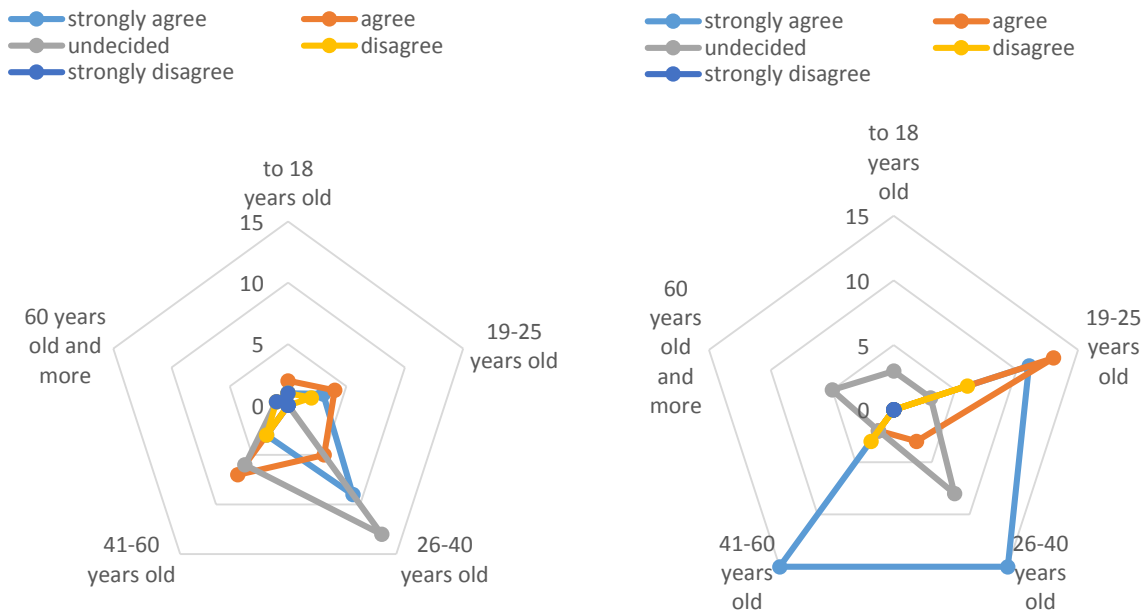 strongly agree
agree
undecided
disagree
strongly disagree
to 18
years old
15
10
5
0
19-25
years old
26-40
years old
41-60
years old
60 years
old and
more
strongly agree
agree
undecided
disagree
strongly disagree
to 18
years
old
15
10
5
0
19-25
years
old
26-40
years
old
41-60
years
old
60
years
old
and
more